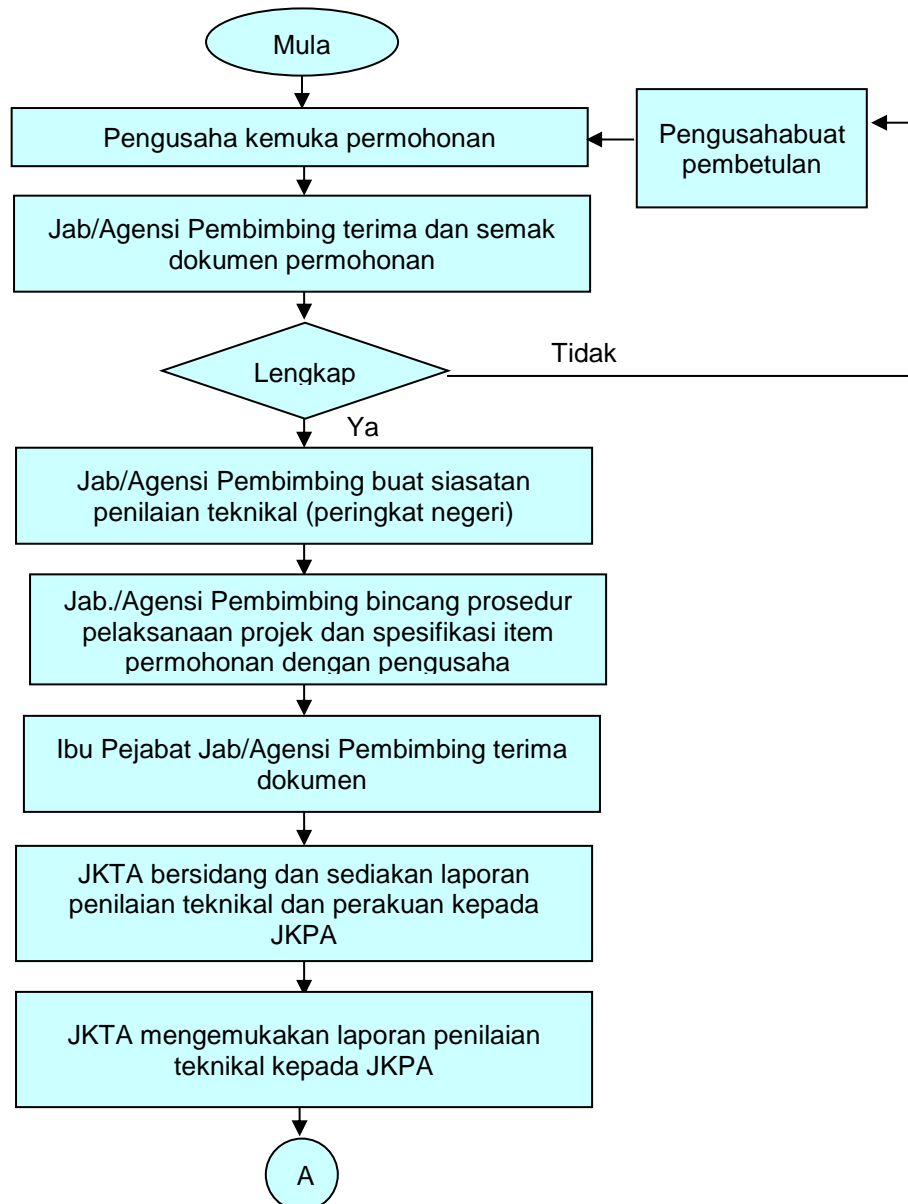 Mula
Pengusaha kemuka permohonan
Pengusahabuat
pembetulan
Jab/Agensi Pembimbing terima dan semak
dokumen permohonan
Lengkap
Tidak
Ya
Jab/Agensi Pembimbing buat siasatan
penilaian teknikal (peringkat negeri)
Jab./Agensi Pembimbing bincang prosedur
pelaksanaan projek dan spesifikasi item
permohonan dengan pengusaha
Ibu Pejabat Jab/Agensi Pembimbing terima
dokumen
JKTA bersidang dan sediakan laporan
penilaian teknikal dan perakuan kepada
JKPA
JKTA mengemukakan laporan penilaian
teknikal kepada JKPA
A